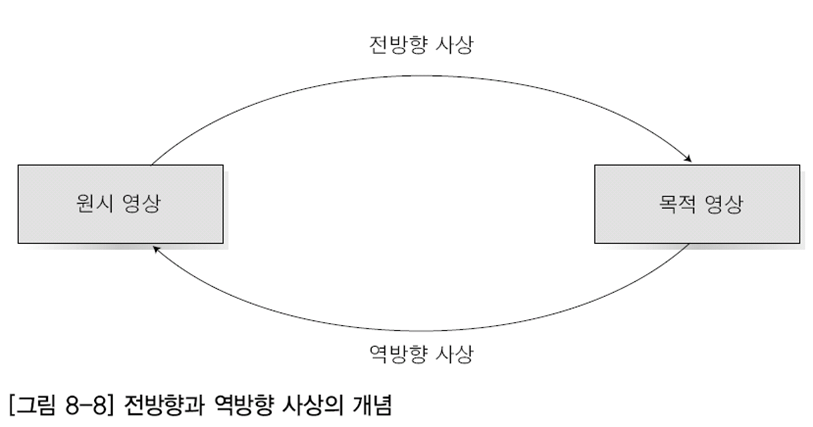 전방향 사상
원시 영상
목적 영상
역방향 사상
[그림 8-8] 전방향과 역방향 사상의 개념